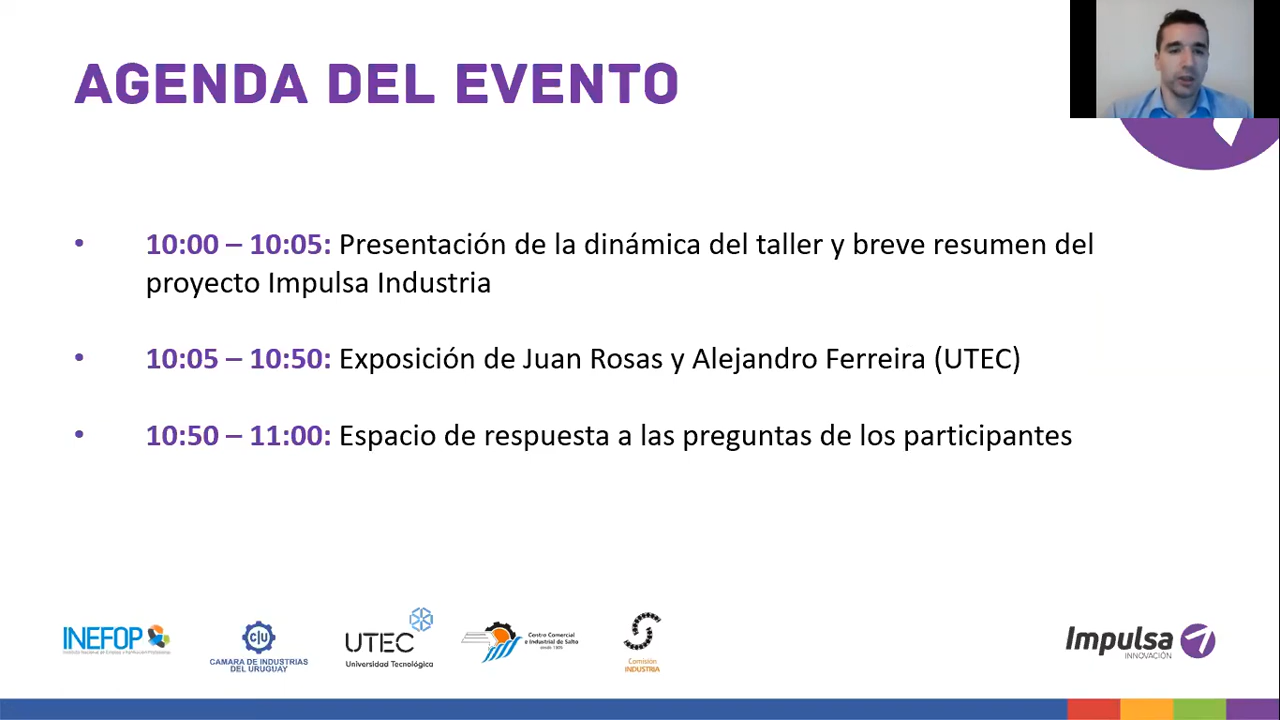 AGENDA DEL EVENTO
• 10:00 – 10:05: Presentación de la dinámica del taller y breve resumen del
proyecto Impulsa Industria
• 10:05 – 10:50: Exposición de Juan Rosas y Alejandro Ferreira (UTEC)
• 10:50 – 11:00: Espacio de respuesta a las preguntas de los participantes
INEFOP
CIU
CAMARA DE INDUSTRIAS
DEL URUGUAY
UTEC
Universidad Tecnológica
Centro Comercial
e Industrial de Salto
Comisión
INDUSTRIA
Impulsa
INNOVACIÓN